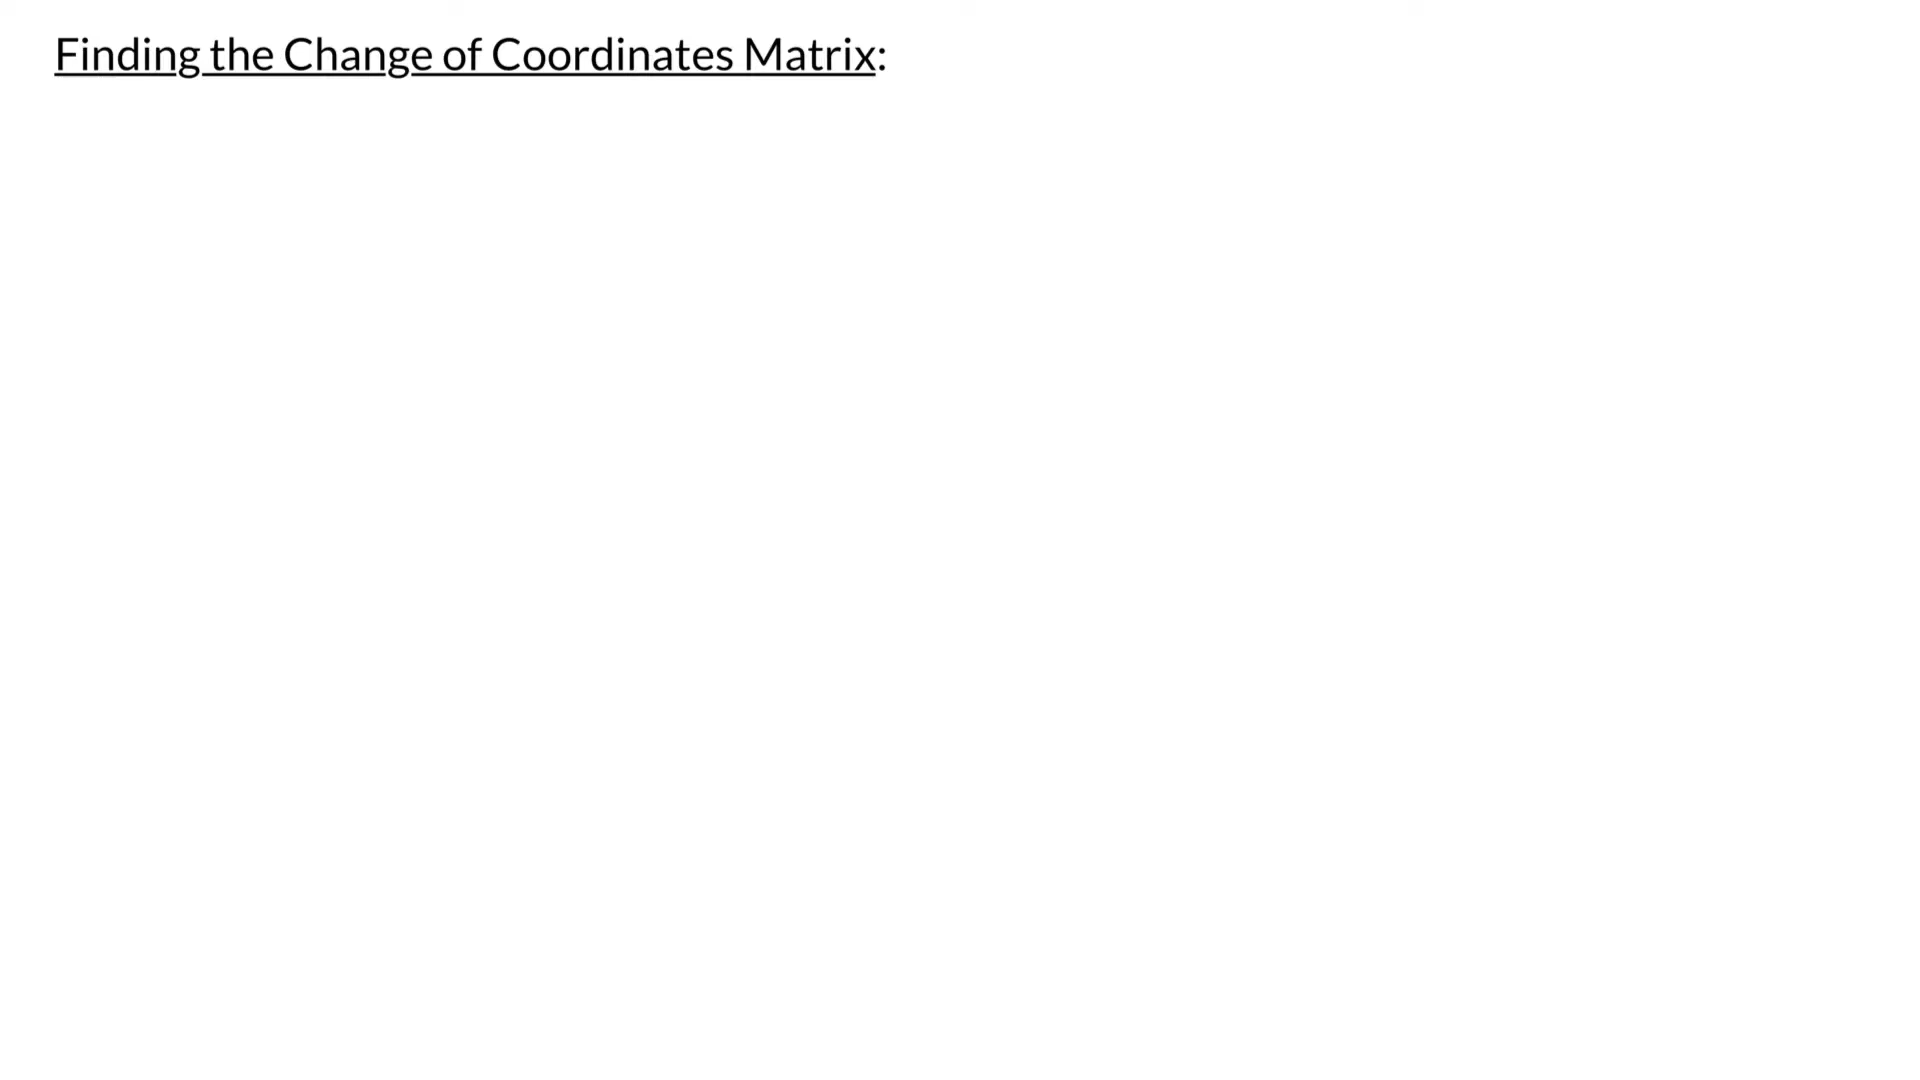 Finding the Change of Coordinates Matrix: